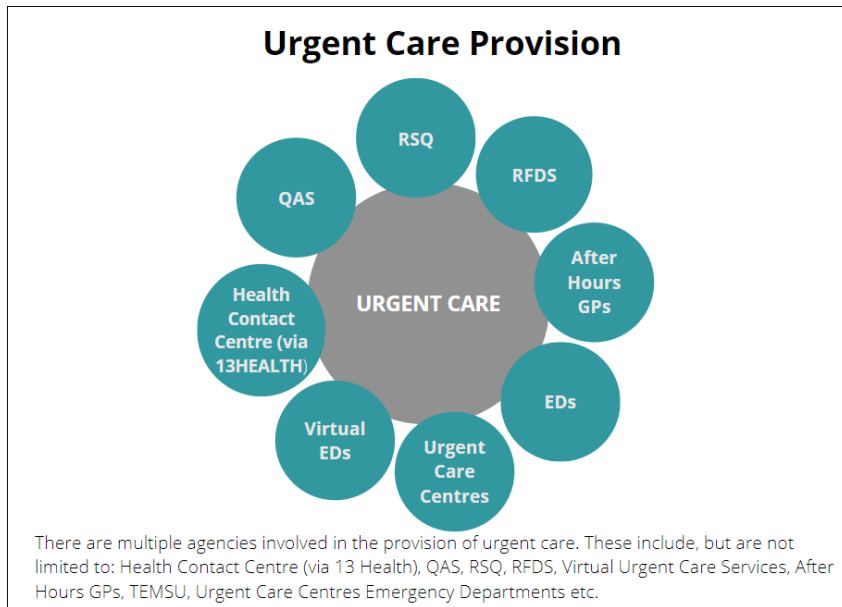 Urgent Care Provision
RSQ
RFDS
After
Hours
GPs
EDs
Urgent
Care
Centres
Virtual
EDs
Health
Contact
Centre (via
13HEALTH)
QAS
URGENT CARE
There are multiple agencies involved in the provision of urgent care. These include, but are not
limited to: Health Contact Centre (via 13 Health), QAS, RSQ, RFDS, Virtual Urgent Care Services, After
Hours GPs, TEMSU, Urgent Care Centres Emergency Departments etc.